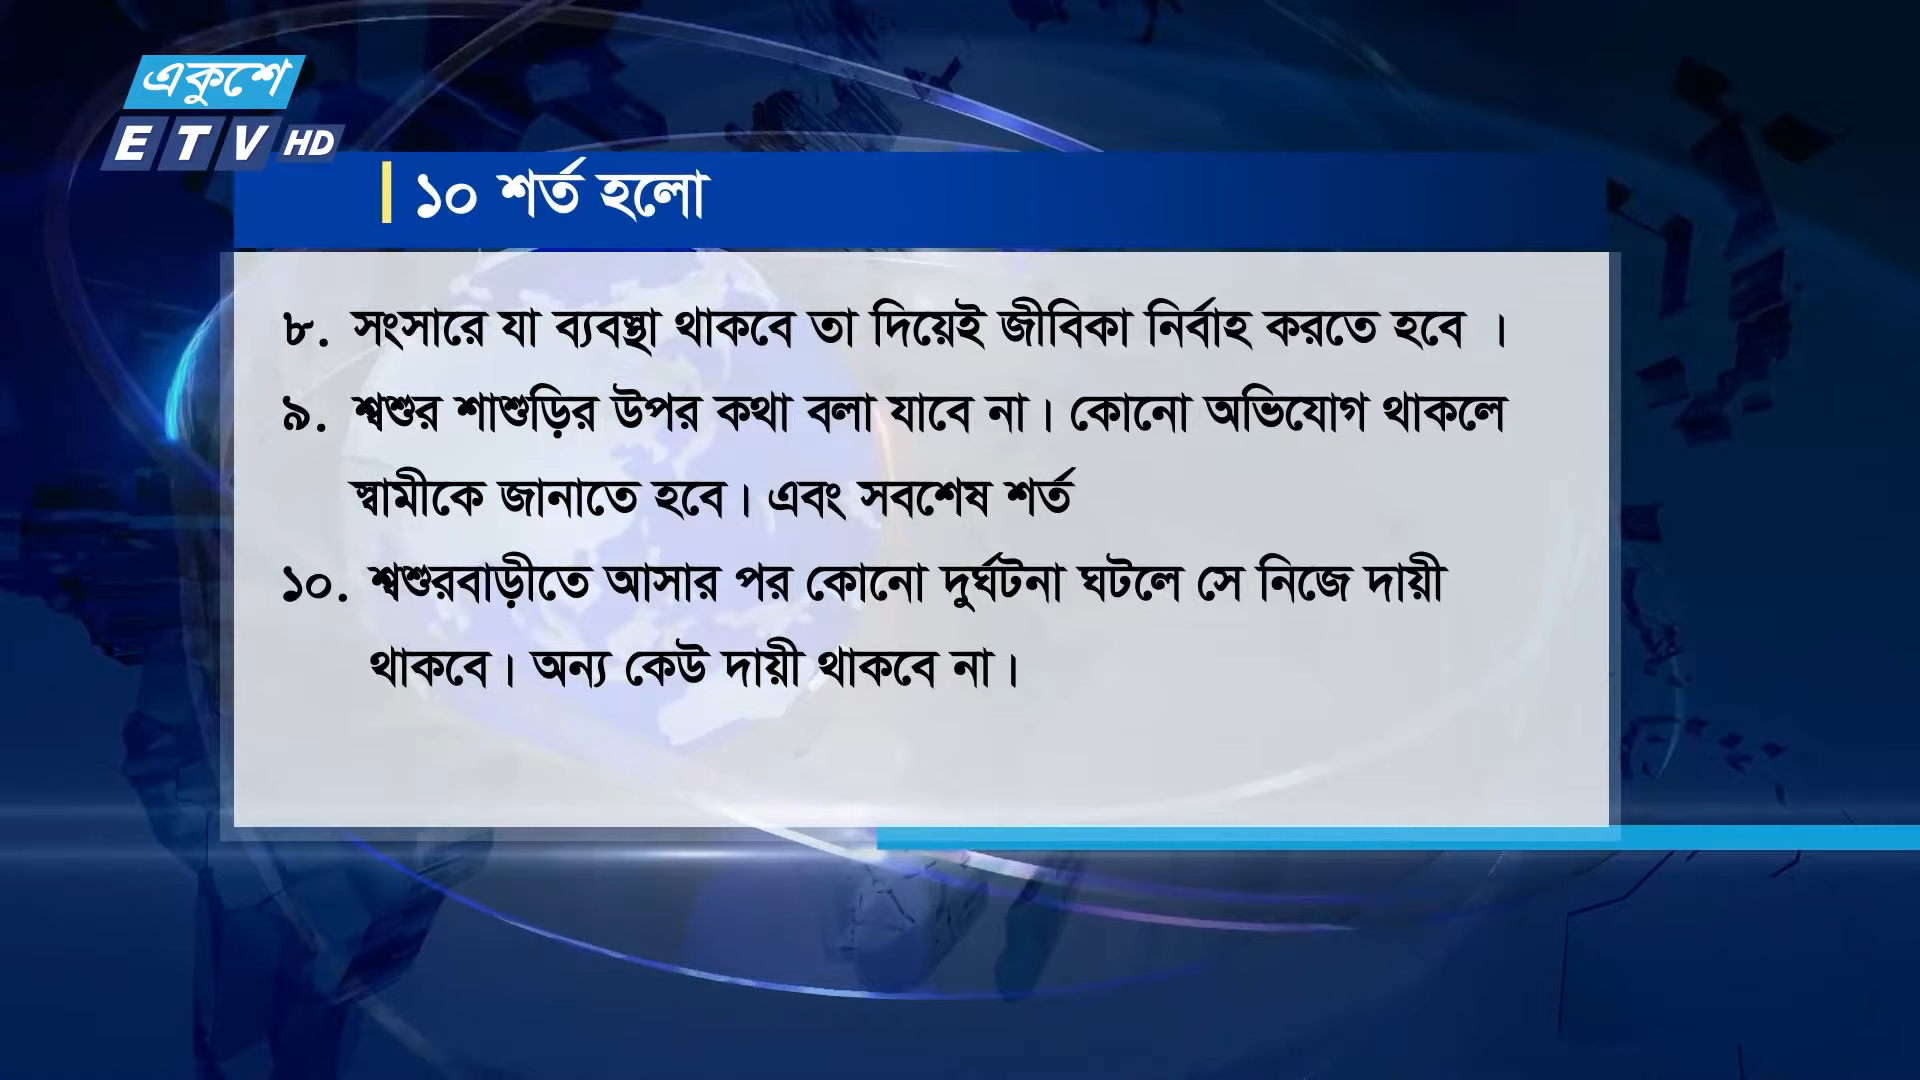 একুশে
ETV HD
১০ শর্ত হলো
৮. সংসারে যা ব্যবস্থা থাকবে তা দিয়েই জীবিকা নির্বাহ করতে হবে ।
৯. শ্বশুর শাশুড়ির উপর কথা বলা যাবে না। কোনো অভিযোগ থাকলে
স্বামীকে জানাতে হবে। এবং সবশেষ শর্ত
১০. শ্বশুরবাড়ীতে আসার পর কোনো দুর্ঘটনা ঘটলে সে নিজে দায়ী
থাকবে। অন্য কেউ দায়ী থাকবে না।